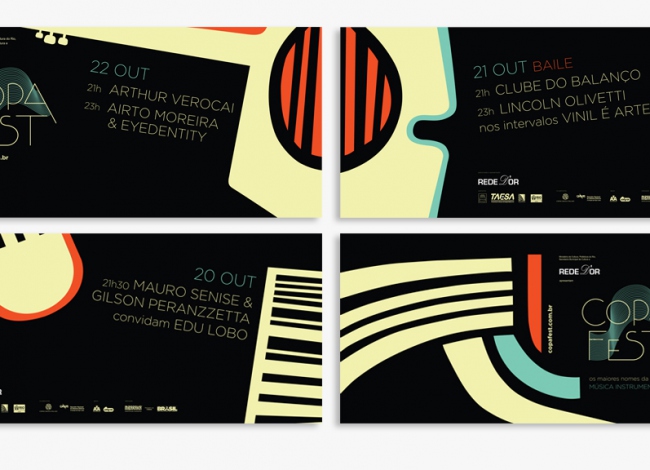 COPA
FEST
22 OUT
21h ARTHUR VEROCAI
23h AIRTO MOREIRA
& EYEDENTITY
21 OUT BAILE
21h CLUBE DO BALANÇO
23h LINCOLN OLIVETTI
nos intervalos VINIL É ARTE
REDE D'OR
TAESA
20 OUT
21h30 MAURO SENISE &
GILSON PERANZZETTA
convidam EDU LOBO
BRASIL
REDE D'OR
copafest.com.br
COPA
FEST
os maiores nomes da
MÚSICA INSTRUMEN